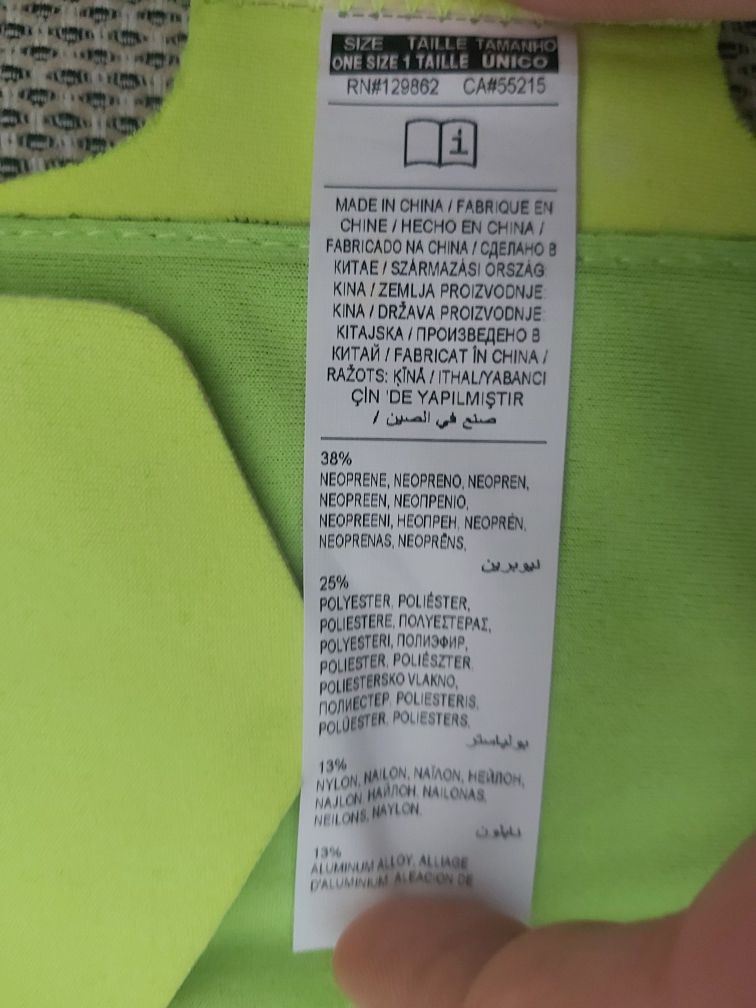 SIZE TAILLE TAMANHO
ONE SIZE 1 TAILLE ÚNICO
RN#129862 CA#55215
i
MADE IN CHINA / FABRIQUE EN
CHINE / HECHO EN CHINA /
FABRICADO NA CHINA / СДЕЛАНО В
КИТАЕ / SZÁRMAZÁSI ORSZÁG:
KINA / ZEMLJA PROIZVODNJE:
KINA / DRŽAVA PROIZVODNJE:
KITAJSKA / ПРОИЗВЕДЕНО В
КИТАЙ / FABRICAT ÎN CHINA /
RAŽOTS: ĶĪNĀ / ITHAL/YABANCI
ÇİN 'DE YAPILMIŞTIR
صنع في الصين /
38%
NEOPRENE, NEOPRENO, NEOPREN,
NEOPREEN, ΝΕΟΠΡΕΝΙΟ,
NEOPREENI, НЕОПРЕН, NEOPRÉN,
NEOPRENAS, NEOPRĒNS,
نيوبرين
25%
POLYESTER, POLIÉSTER,
POLIESTERE, ΠΟΛΥΕΣΤΕΡΑΣ,
POLYESTERI, ПОЛИЭФИР,
POLIESTER, POLIÉSZTER,
POLIESTERSKO VLAKNO,
ПОЛИЕСТЕР, POLIESTERIS,
POLÜESTER, POLIESTERS,
بولياستر
13%
NYLON, NAILON, ΝΑΪΛΟΝ, НЕЙЛОН,
NAJLON, НАЙЛОН, NAILONAS,
NEILONS, NAYLON,
نايلون
13%
ALUMINUM ALLOY, ALLIAGE
D'ALUMINIUM, ALEACION DE